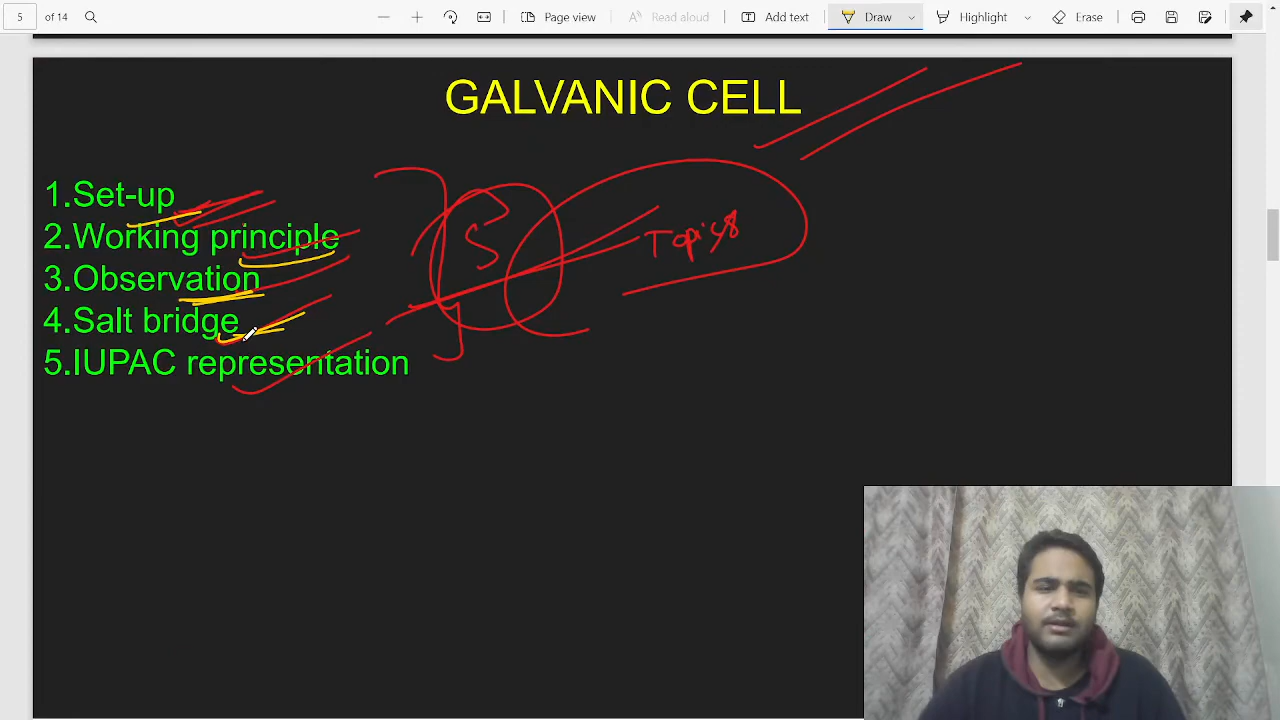 5 of 14
Page view
Read aloud
Add text
Draw
Highlight
Erase
GALVANIC CELL
1.Set-up
2.Working principle
3.Observation
4.Salt bridge
5.IUPAC representation
5
Topics